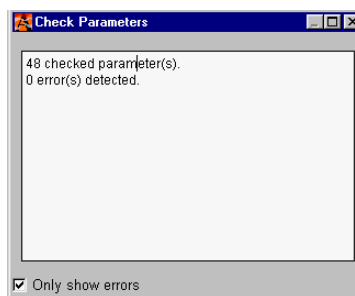 Check Parameters
48 checked parameter(s).
0 error(s) detected.
Only show errors